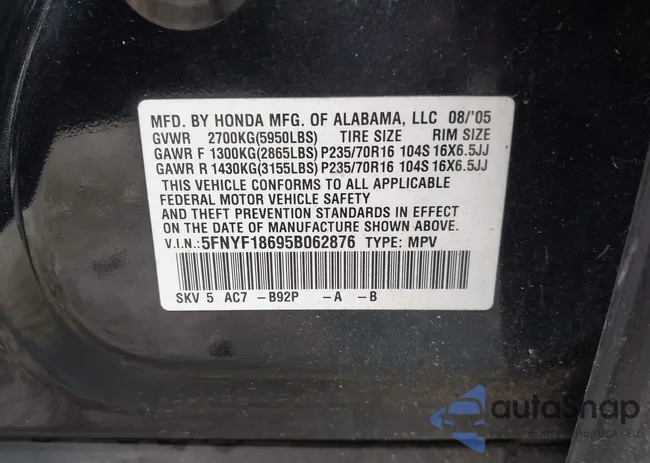 MFD. BY HONDA MFG. OF ALABAMA, LLC 08/'05
GVWR 2700KG(5950LBS) TIRE SIZE RIM SIZE
GAWR F 1300KG(2865LBS) P235/70R16 104S 16X6.5JJ
GAWR R 1430KG(3155LBS) P235/70R16 104S 16X6.5JJ
THIS VEHICLE CONFORMS TO ALL APPLICABLE
FEDERAL MOTOR VEHICLE SAFETY
AND THEFT PREVENTION STANDARDS IN EFFECT
ON THE DATE OF MANUFACTURE SHOWN ABOVE.
V.I.N.:5FNYF18695B062876 TYPE: MPV
SKV 5 AC7 -B92P -A -B
autoSnap